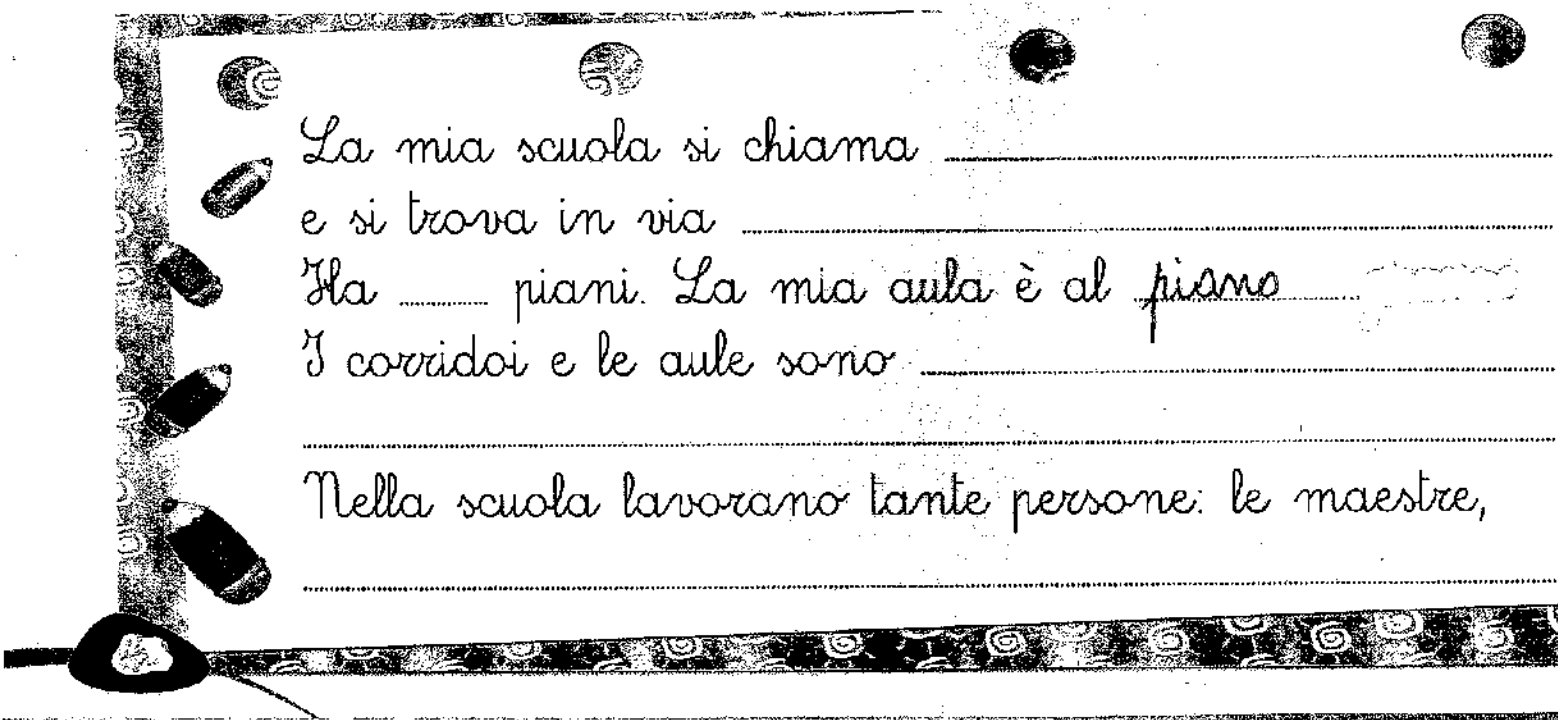 La mia scuola si chiama
e si trova in via
Ha piani. La mia aula è al piano
I corridoi e le aule sono
Nella scuola lavorano tante persone: le maestre,